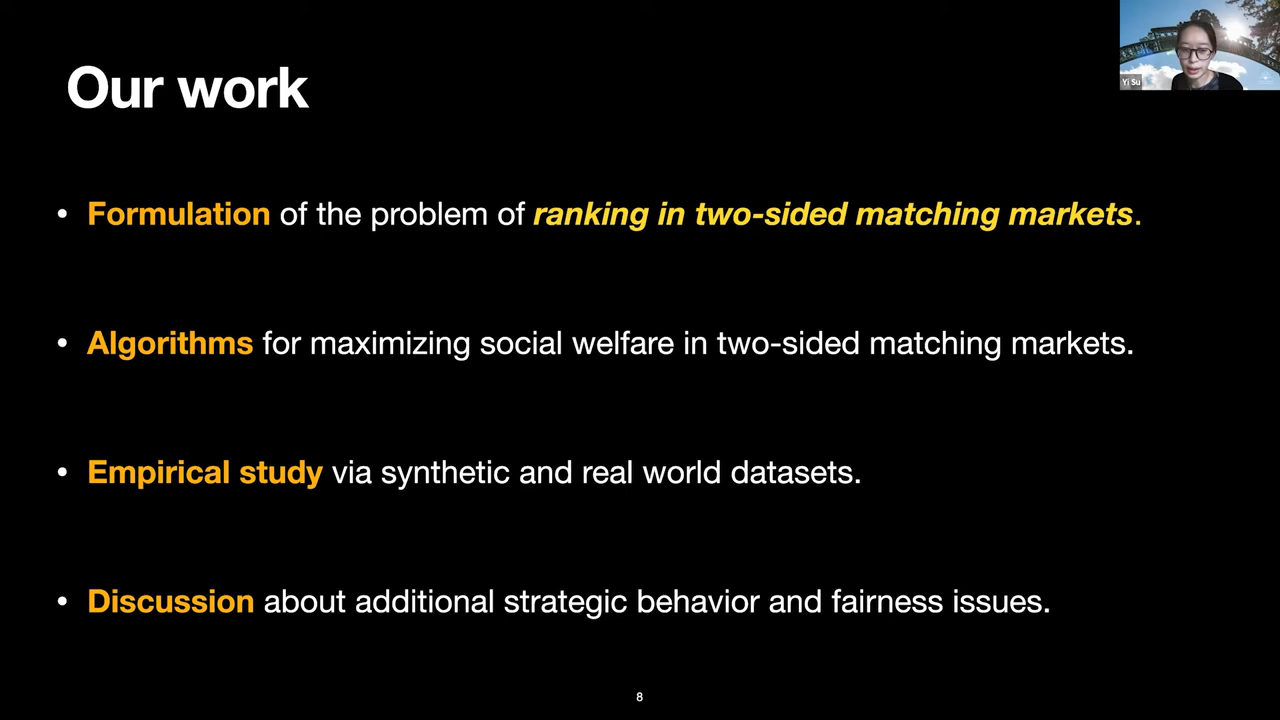 Yi Su
Our work
• Formulation of the problem of ranking in two-sided matching markets.
• Algorithms for maximizing social welfare in two-sided matching markets.
• Empirical study via synthetic and real world datasets.
• Discussion about additional strategic behavior and fairness issues.
8